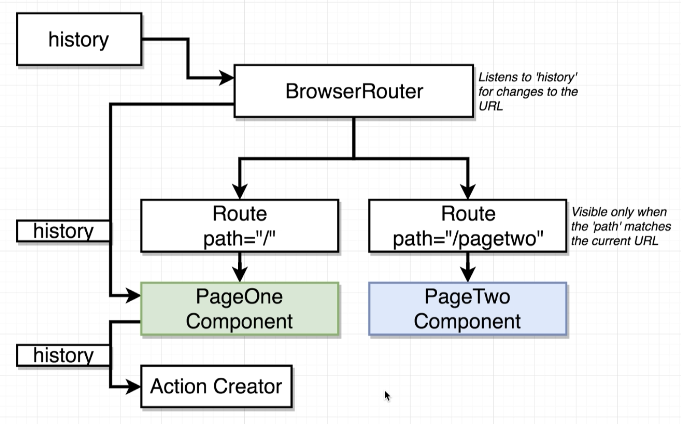 history
BrowserRouter
Listens to 'history'
for changes to the
URL
history
Route
path="/"
Route
path="/pagetwo"
Visible only when
the 'path' matches
the current URL
PageOne
Component
PageTwo
Component
history
Action Creator